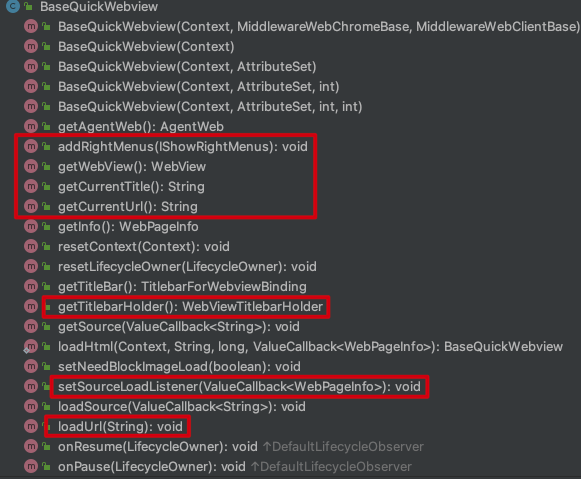 BaseQuickWebview
BaseQuickWebview(Context, MiddlewareWebChromeBase, MiddlewareWebClientBase)
BaseQuickWebview(Context)
BaseQuickWebview(Context, AttributeSet)
BaseQuickWebview(Context, AttributeSet, int)
BaseQuickWebview(Context, AttributeSet, int, int)
getAgentWeb(): AgentWeb
addRightMenus(IShowRightMenus): void
getWebView(): WebView
getCurrentTitle(): String
getCurrentUrl(): String
getInfo(): WebPageInfo
resetContext(Context): void
resetLifecycleOwner(LifecycleOwner): void
getTitleBar(): TitlebarForWebviewBinding
getTitlebarHolder(): WebViewTitlebarHolder
getSource(ValueCallback<String>): void
loadHtml(Context, String, long, ValueCallback<WebPageInfo>): BaseQuickWebview
setNeedBlockImageLoad(boolean): void
setSourceLoadListener(ValueCallback<WebPageInfo>): void
loadSource(ValueCallback<String>): void
loadUrl(String): void
onResume(LifecycleOwner): void ↑DefaultLifecycleObserver
onPause(LifecycleOwner): void ↑DefaultLifecycleObserver